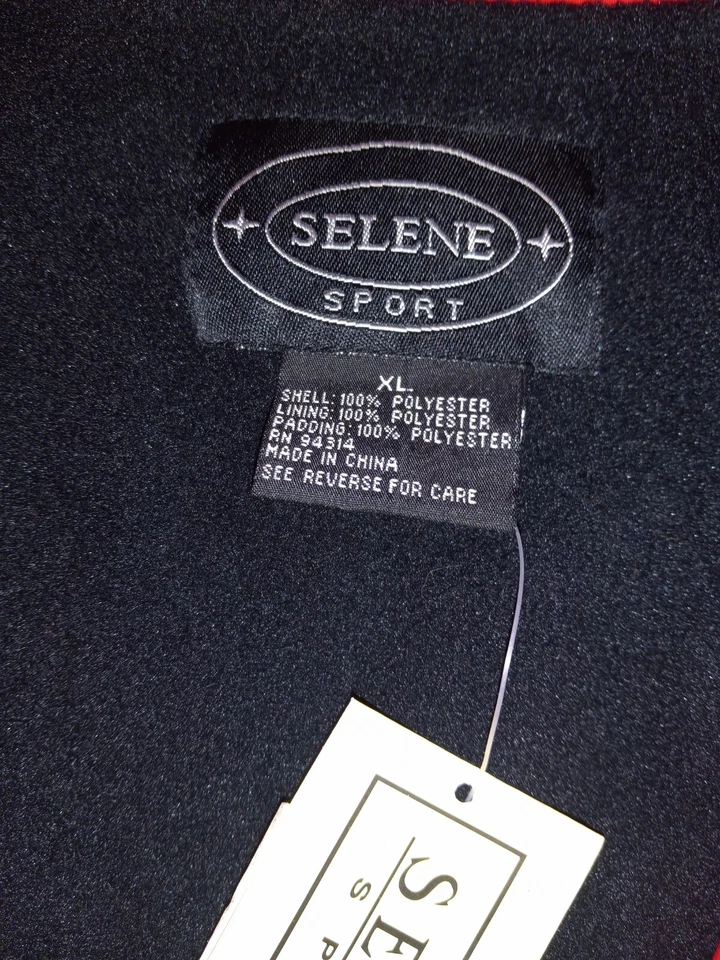 SELENE
SPORT
XL.
SHELL: 100% POLYESTER
LINING: 100% POLYESTER
PADDING: 100% POLYESTER
RN 94314
MADE IN CHINA
SEE REVERSE FOR CARE
SE
S P